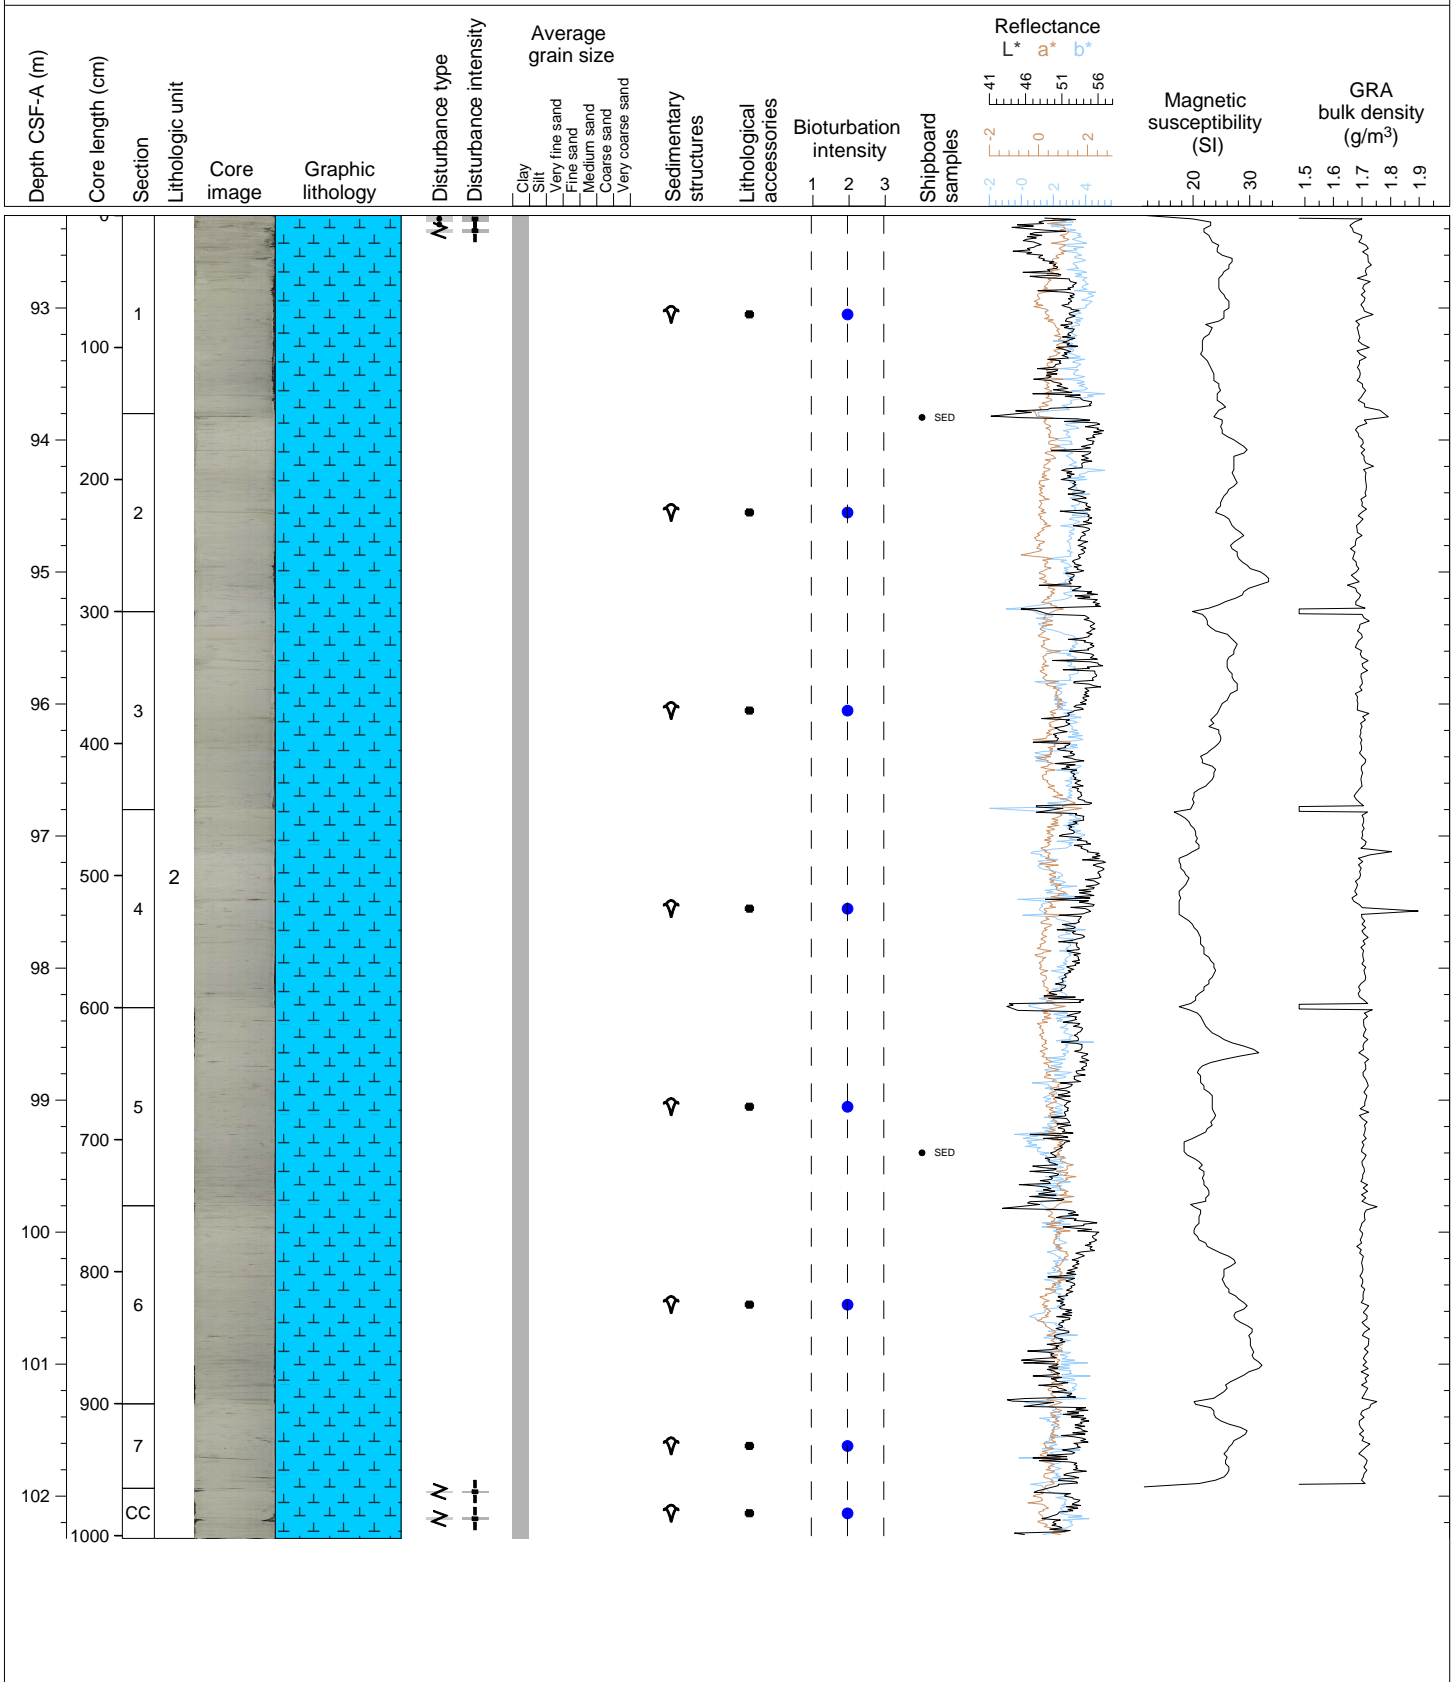 Depth CSF-A (m)
Core length (cm)
Section
Lithologic unit
Core
image
Graphic
lithology
Disturbance type
Disturbance intensity
Average
grain size
Clay
Silt
Very fine sand
Fine sand
Medium sand
Coarse sand
Very coarse sand
Sedimentary
structures
Lithological
accessories
Bioturbation
intensity
1 2 3
Shipboard
samples
Reflectance
L* a* b*
41 46 51 56
-2 0 2
-2 -0 2 4
Magnetic
susceptibility
(SI)
20 30
GRA
bulk density
(g/m3)
1.5 1.6 1.7 1.8 1.9
0
93
1
100
SED
94
200
2
95
300
96
3
400
97
2
500
4
98
600
99
5
700
SED
100
800
6
101
900
7
102
CC
1000